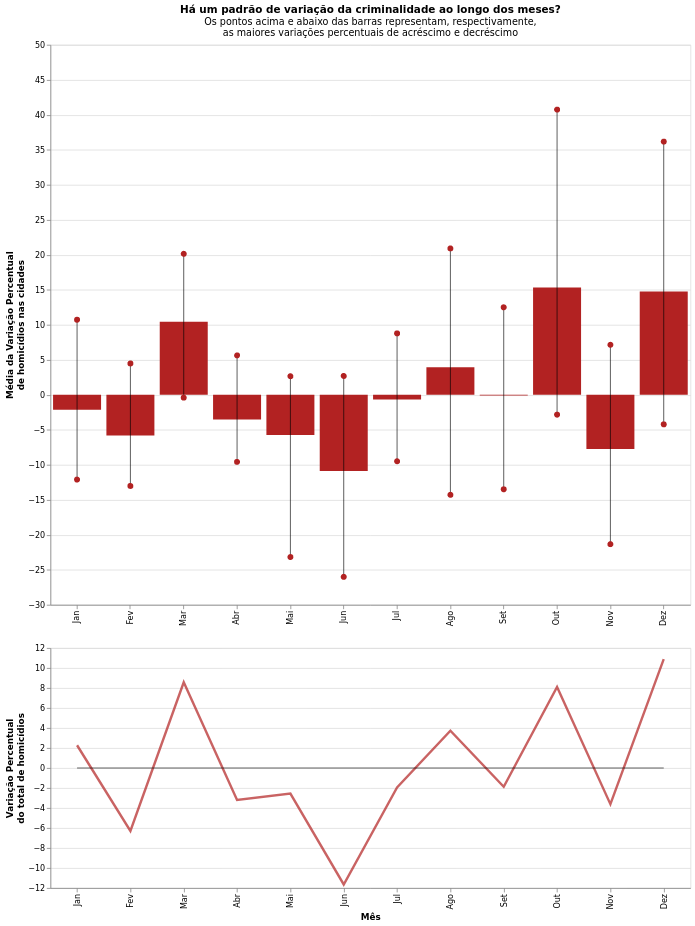 Há um padrão de variação da criminalidade ao longo dos meses?
Os pontos acima e abaixo das barras representam, respectivamente,
as maiores variações percentuais de acréscimo e decréscimo
Média da Variação Percentual
de homicídios nas cidades
50
45
40
35
30
25
20
15
10
5
0
−5
−10
−15
−20
−25
−30
Jan
Fev
Mar
Abr
Mai
Jun
Jul
Ago
Set
Out
Nov
Dez
Variação Percentual
do total de homicídios
12
10
8
6
4
2
0
−2
−4
−6
−8
−10
−12
Jan
Fev
Mar
Abr
Mai
Jun
Jul
Ago
Set
Out
Nov
Dez
Mês